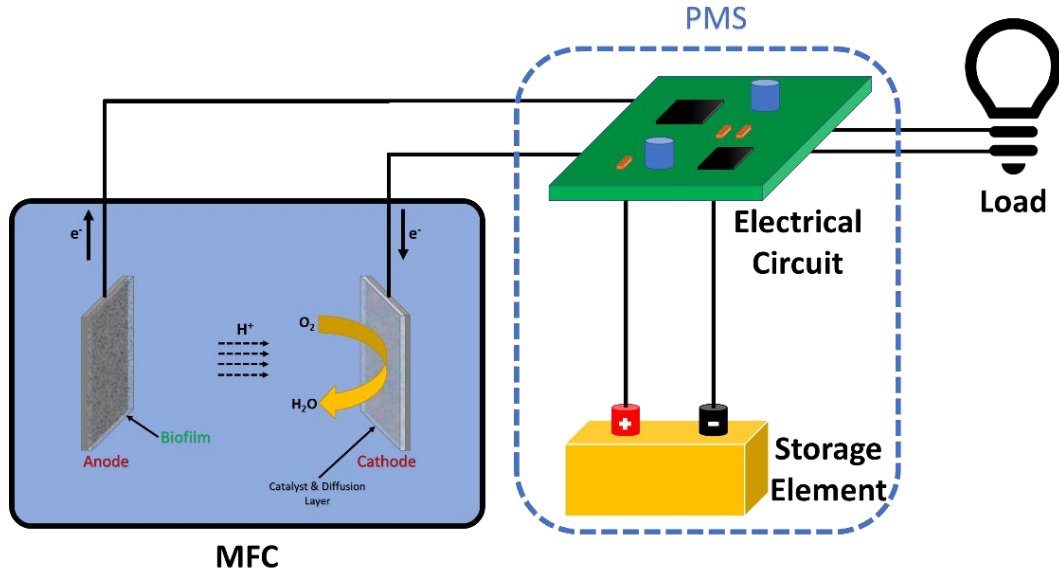 PMS
Load
Electrical
Circuit
e-
e-
H+
O2
H2O
Biofilm
Anode
Cathode
Catalyst & Diffusion
Layer
+
-
Storage
Element
MFC